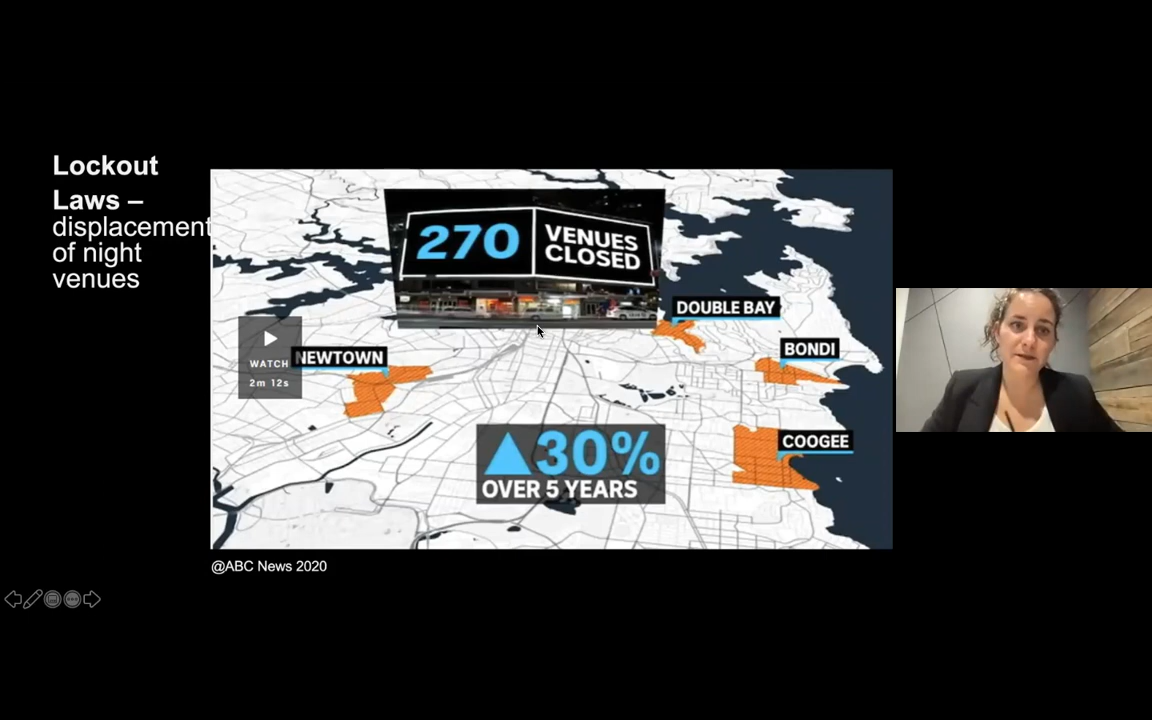 Lockout
Laws –
displacement
of night
venues
270
VENUES
CLOSED
DOUBLE BAY
BONDI
WATCH
2m 12s
NEWTOWN
COOGEE
▲30%
OVER 5 YEARS
@ABC News 2020